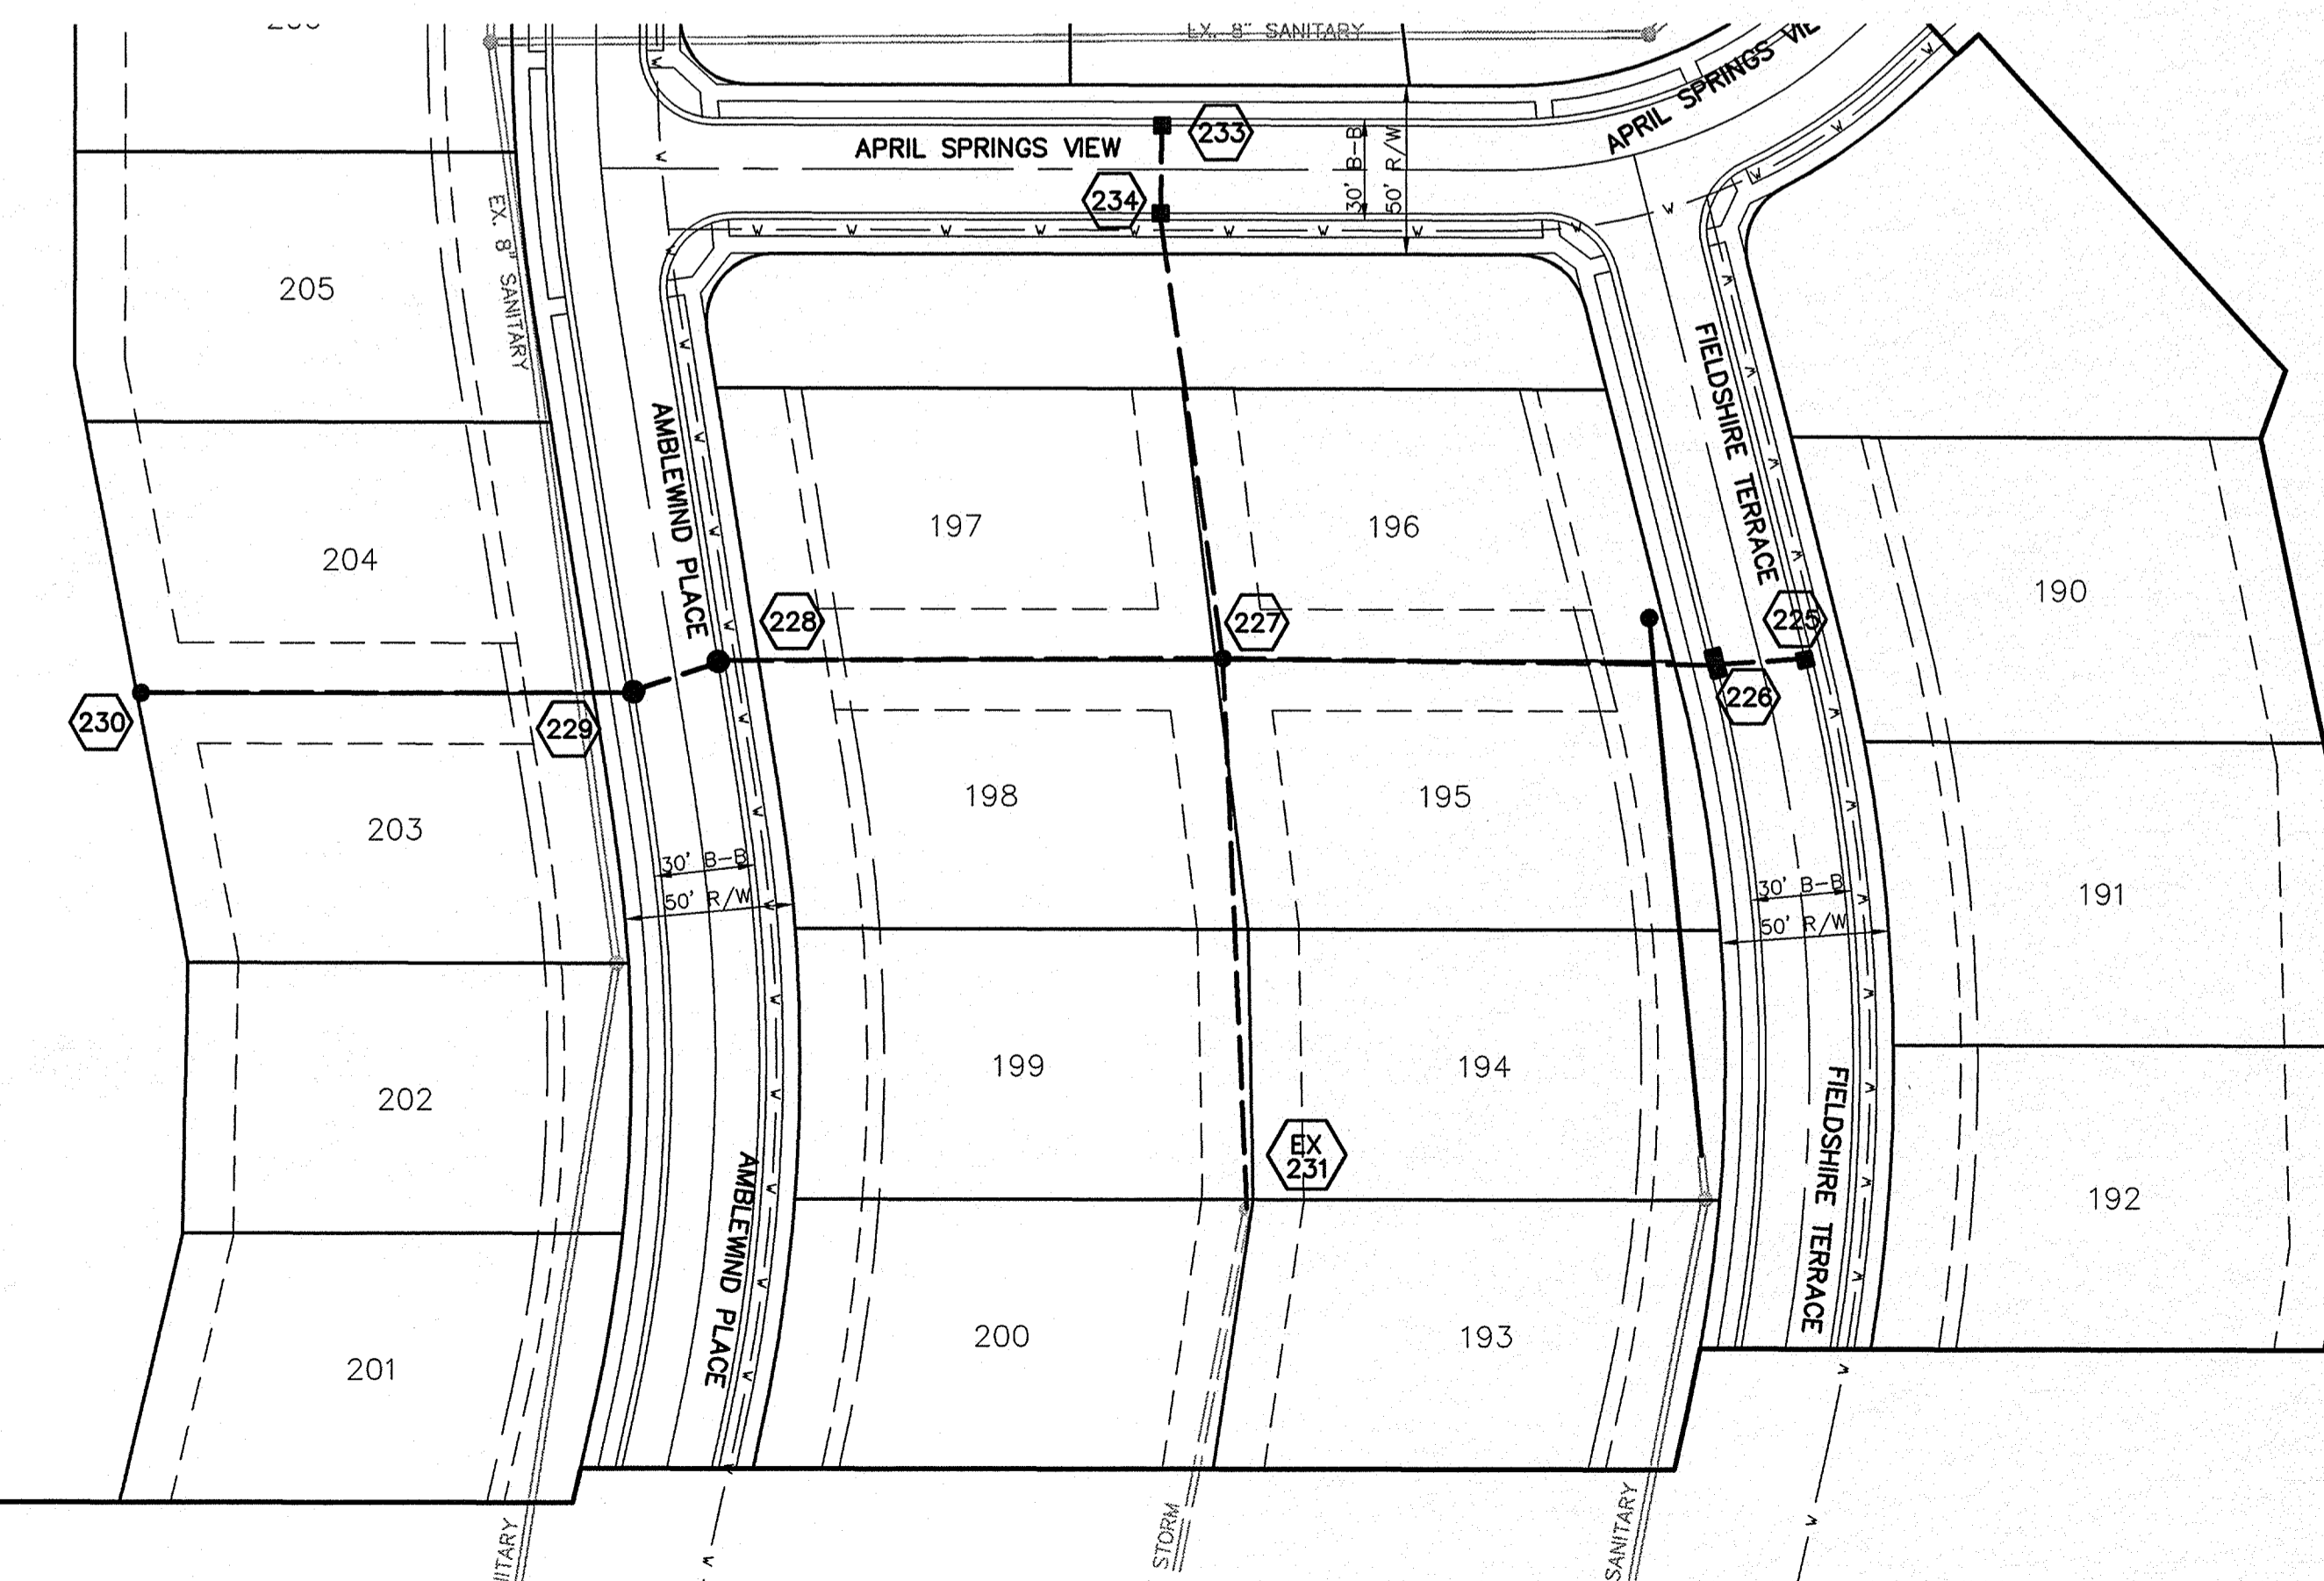 EX. 8" SANITARY
APRIL SPRINGS VIEW
233
234
30' B-B
50' R/W
APRIL SPRINGS
EX. 8" SANITARY
205
204
AMBLEWIND PLACE
197
196
FIELDSHIRE TERRACE
190
228
227
225
226
230
229
203
198
195
191
30' B-B
50' R/W
30' B-B
50' R/W
202
199
194
EX
231
192
AMBLEWIND PLACE
FIELDSHIRE TERRACE
201
200
193
STORM
SANITARY
W